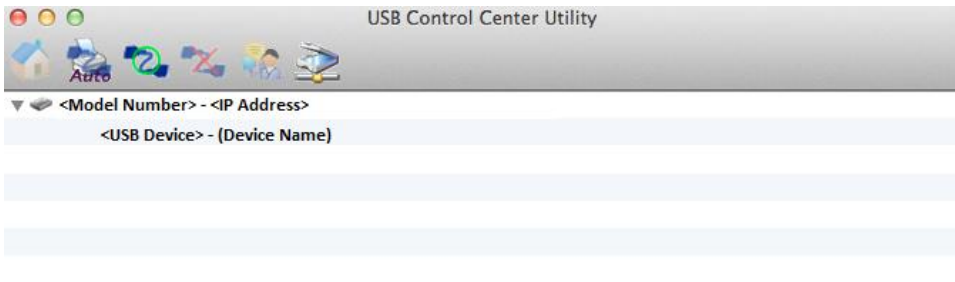 USB Control Center Utility
Auto
<Model Number> - <IP Address>
<USB Device> - (Device Name)